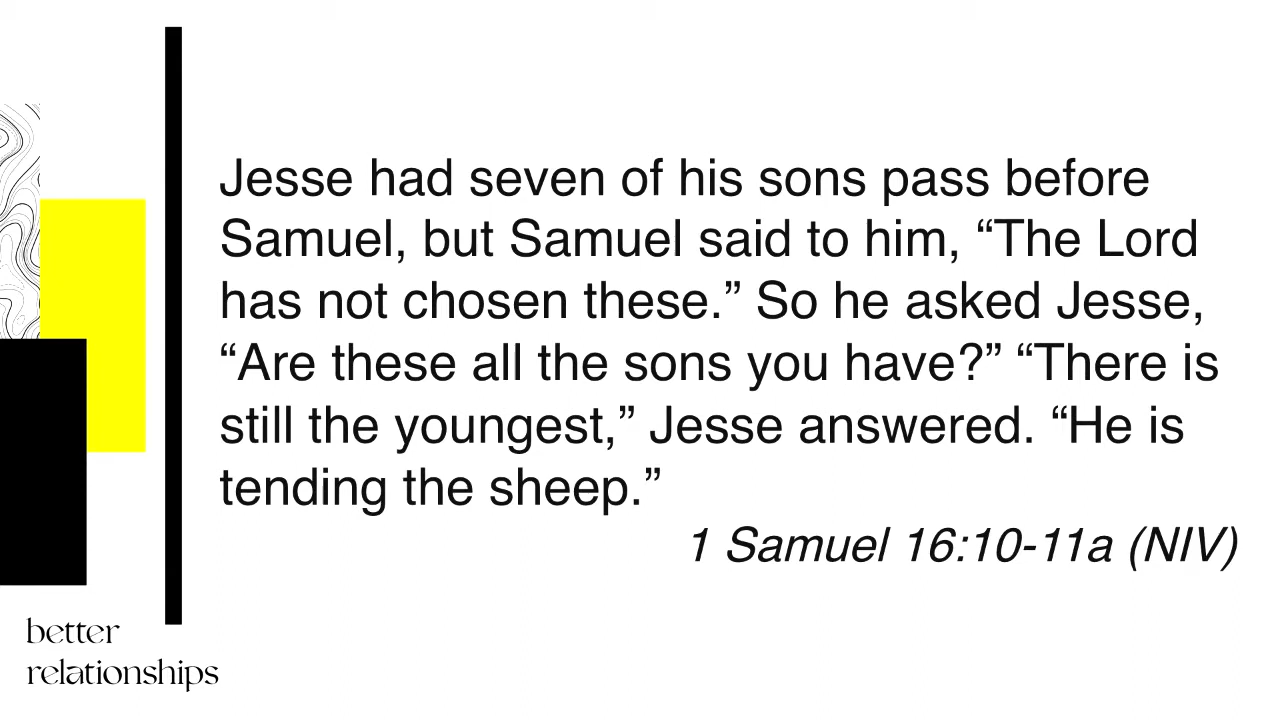 Jesse had seven of his sons pass before
Samuel, but Samuel said to him, “The Lord
has not chosen these.” So he asked Jesse,
“Are these all the sons you have?” “There is
still the youngest,” Jesse answered. “He is
tending the sheep.”
1 Samuel 16:10-11a (NIV)
better
relationships